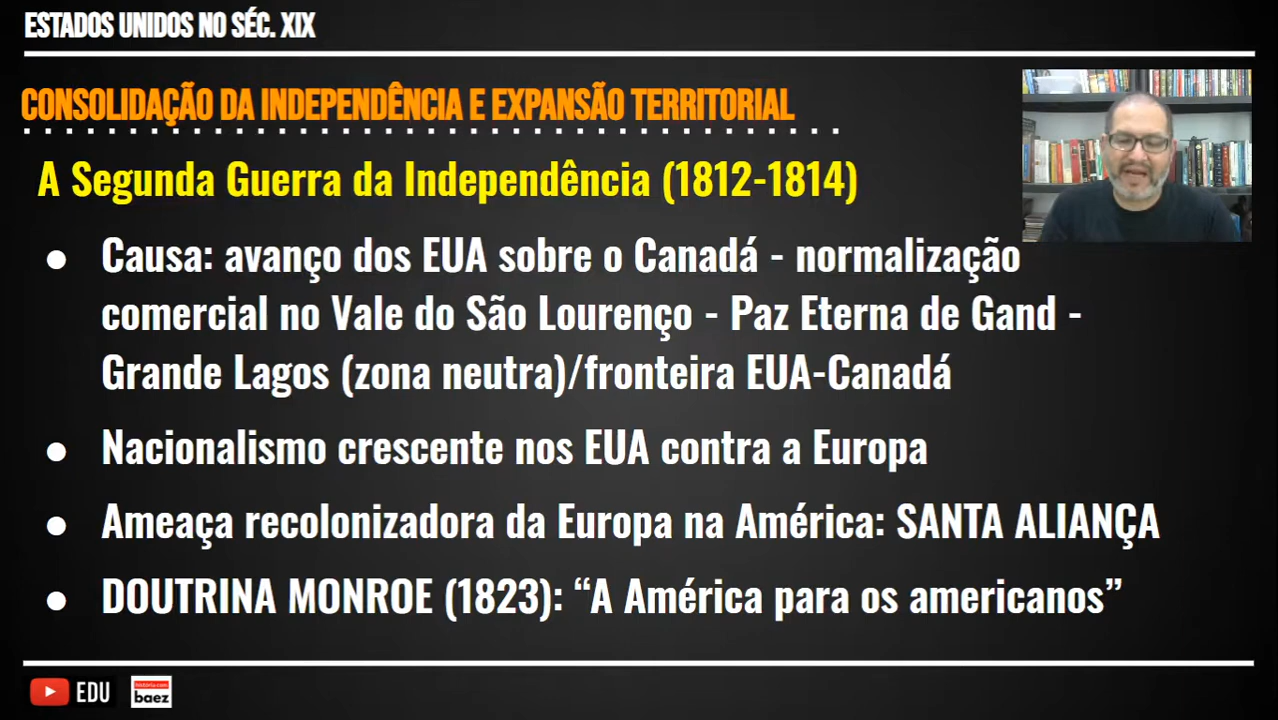 ESTADOS UNIDOS NO SÉC. XIX
CONSOLIDAÇÃO DA INDEPENDÊNCIA E EXPANSÃO TERRITORIAL
A Segunda Guerra da Independência (1812-1814)
● Causa: avanço dos EUA sobre o Canadá - normalização
comercial no Vale do São Lourenço - Paz Eterna de Gand -
Grande Lagos (zona neutra)/fronteira EUA-Canadá
● Nacionalismo crescente nos EUA contra a Europa
● Ameaça recolonizadora da Europa na América: SANTA ALIANÇA
● DOUTRINA MONROE (1823): “A América para os americanos”
EDU
história com
baez